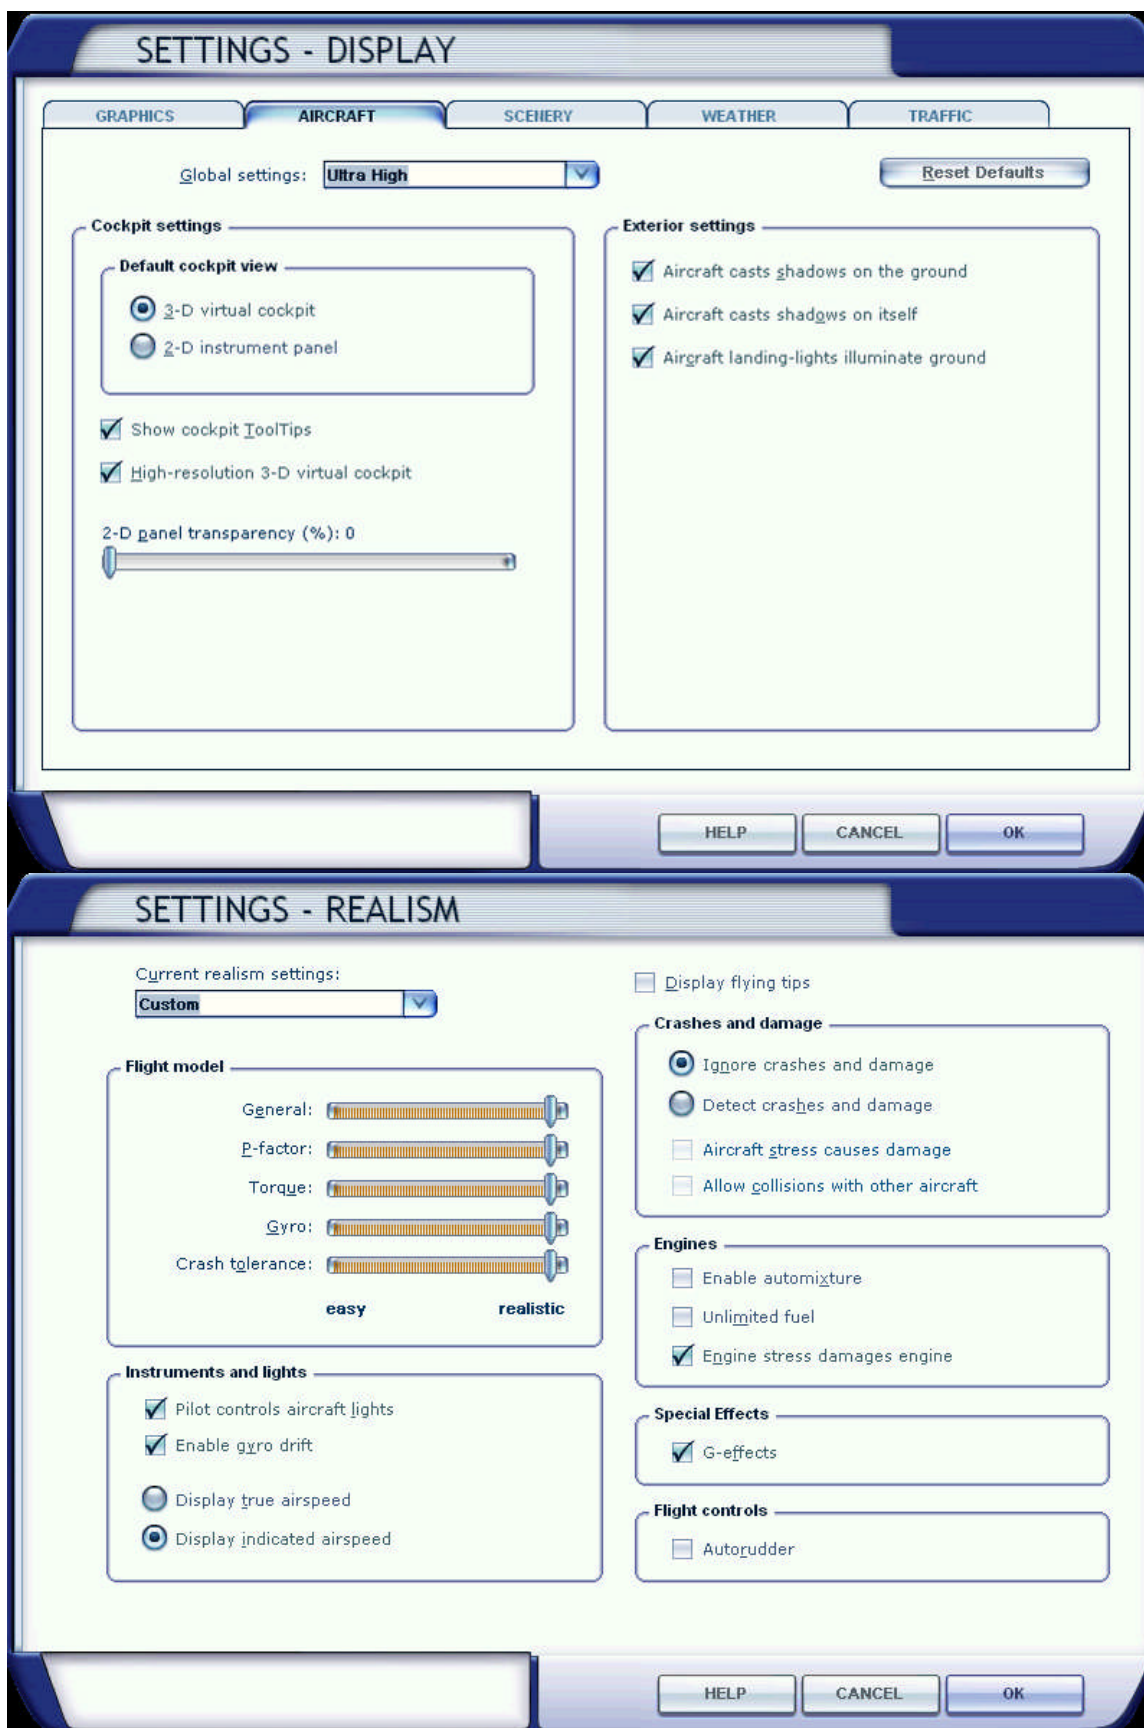 SETTINGS - DISPLAY
GRAPHICS
AIRCRAFT
SCENERY
WEATHER
TRAFFIC
Global settings: Ultra High
Reset Defaults
Cockpit settings
Default cockpit view
3-D virtual cockpit
2-D instrument panel
Show cockpit ToolTips
High-resolution 3-D virtual cockpit
2-D panel transparency (%): 0
Exterior settings
Aircraft casts shadows on the ground
Aircraft casts shadows on itself
Aircraft landing-lights illuminate ground
HELP
CANCEL
OK
SETTINGS - REALISM
Current realism settings:
Custom
Flight model
General:
P-factor:
Torque:
Gyro:
Crash tolerance:
easy realistic
Instruments and lights
Pilot controls aircraft lights
Enable gyro drift
Display true airspeed
Display indicated airspeed
Display flying tips
Crashes and damage
Ignore crashes and damage
Detect crashes and damage
Aircraft stress causes damage
Allow collisions with other aircraft
Engines
Enable automixture
Unlimited fuel
Engine stress damages engine
Special Effects
G-effects
Flight controls
Autorudder
HELP
CANCEL
OK